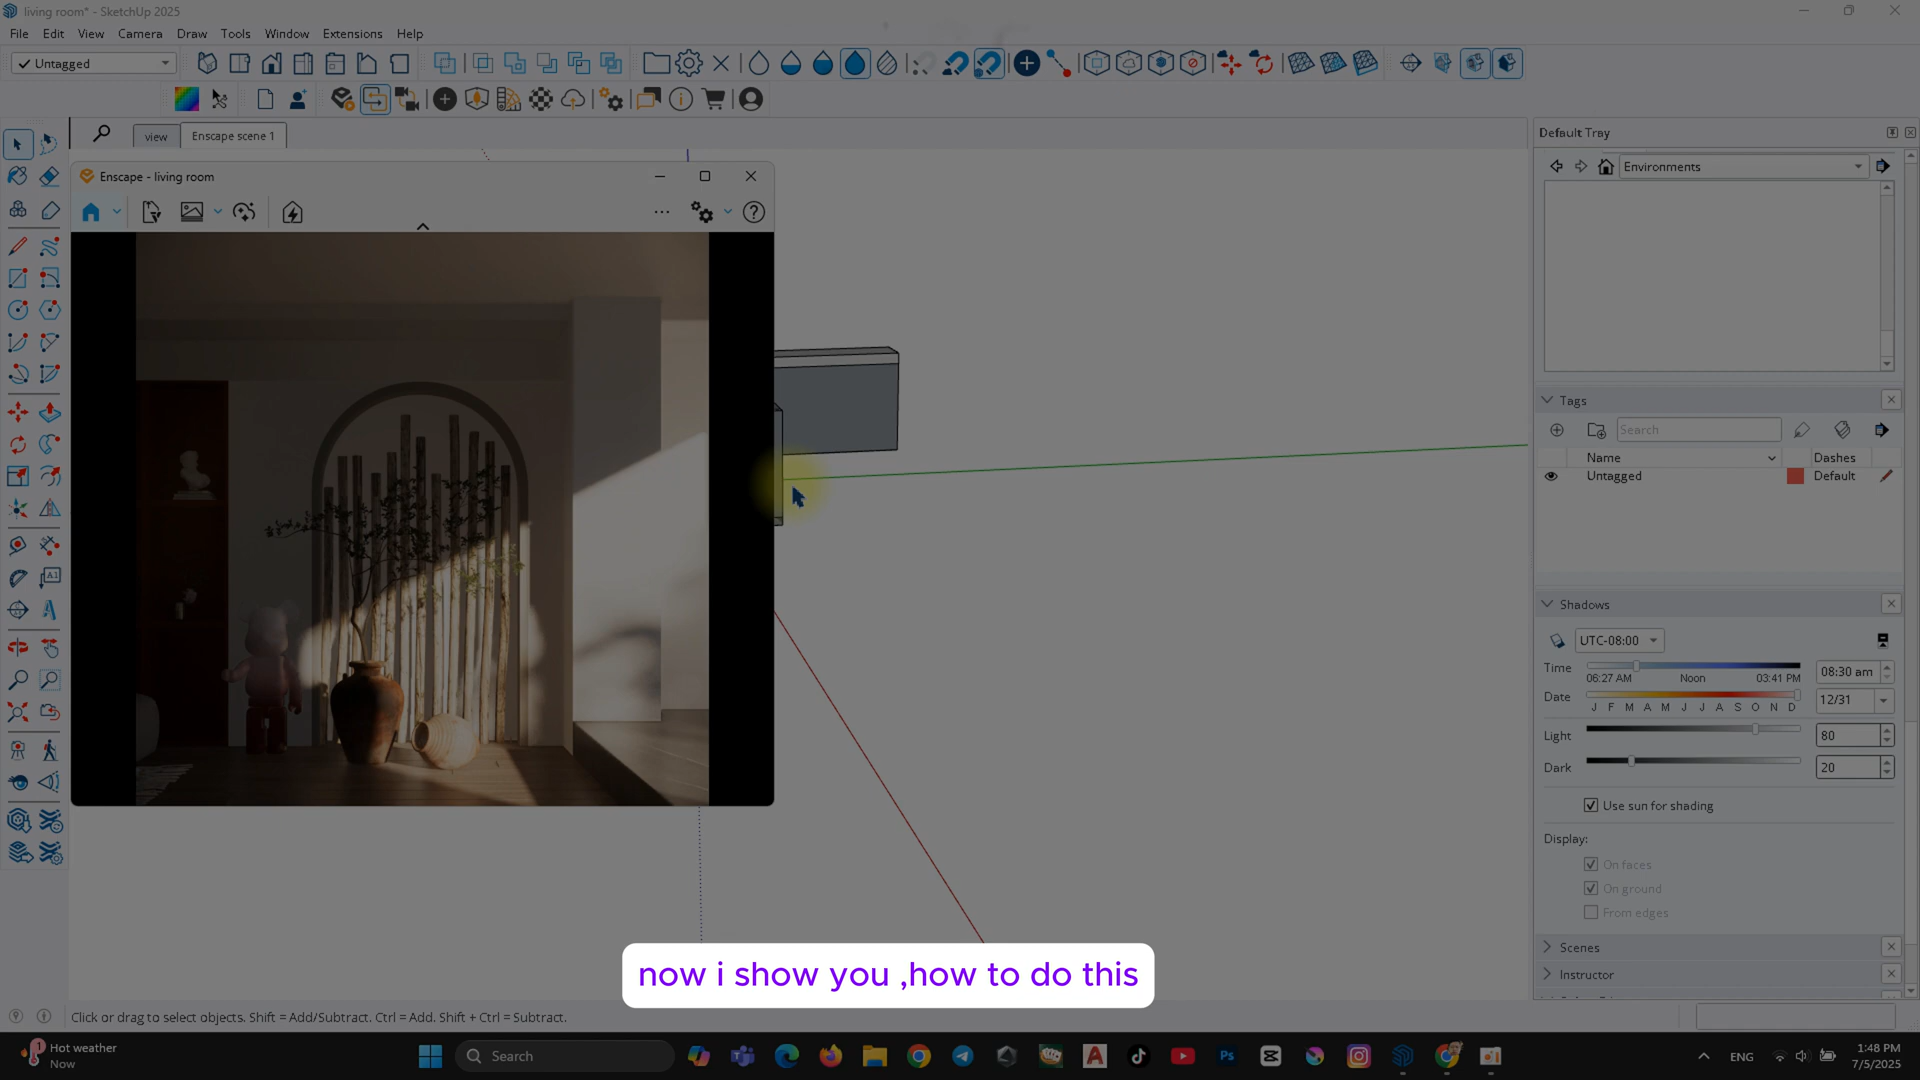 living room* - SketchUp 2025
File Edit View Camera Draw Tools Window Extensions Help
Untagged
view
Enscape scene 1
Enscape - living room
Default Tray
Environments
Tags
Search
Name Dashes
Untagged Default
Shadows
UTC-08:00
Time 08:30 am
06:27 AM Noon 03:41 PM
Date 12/31
J F M A M J J A S O N D
Light 80
Dark 20
Use sun for shading
Display:
On faces
On ground
From edges
Scenes
Instructor
now i show you ,how to do this
Click or drag to select objects. Shift = Add/Subtract. Ctrl = Add. Shift + Ctrl = Subtract.
Hot weather
Now
Search
ENG
1:48 PM
7/5/2025